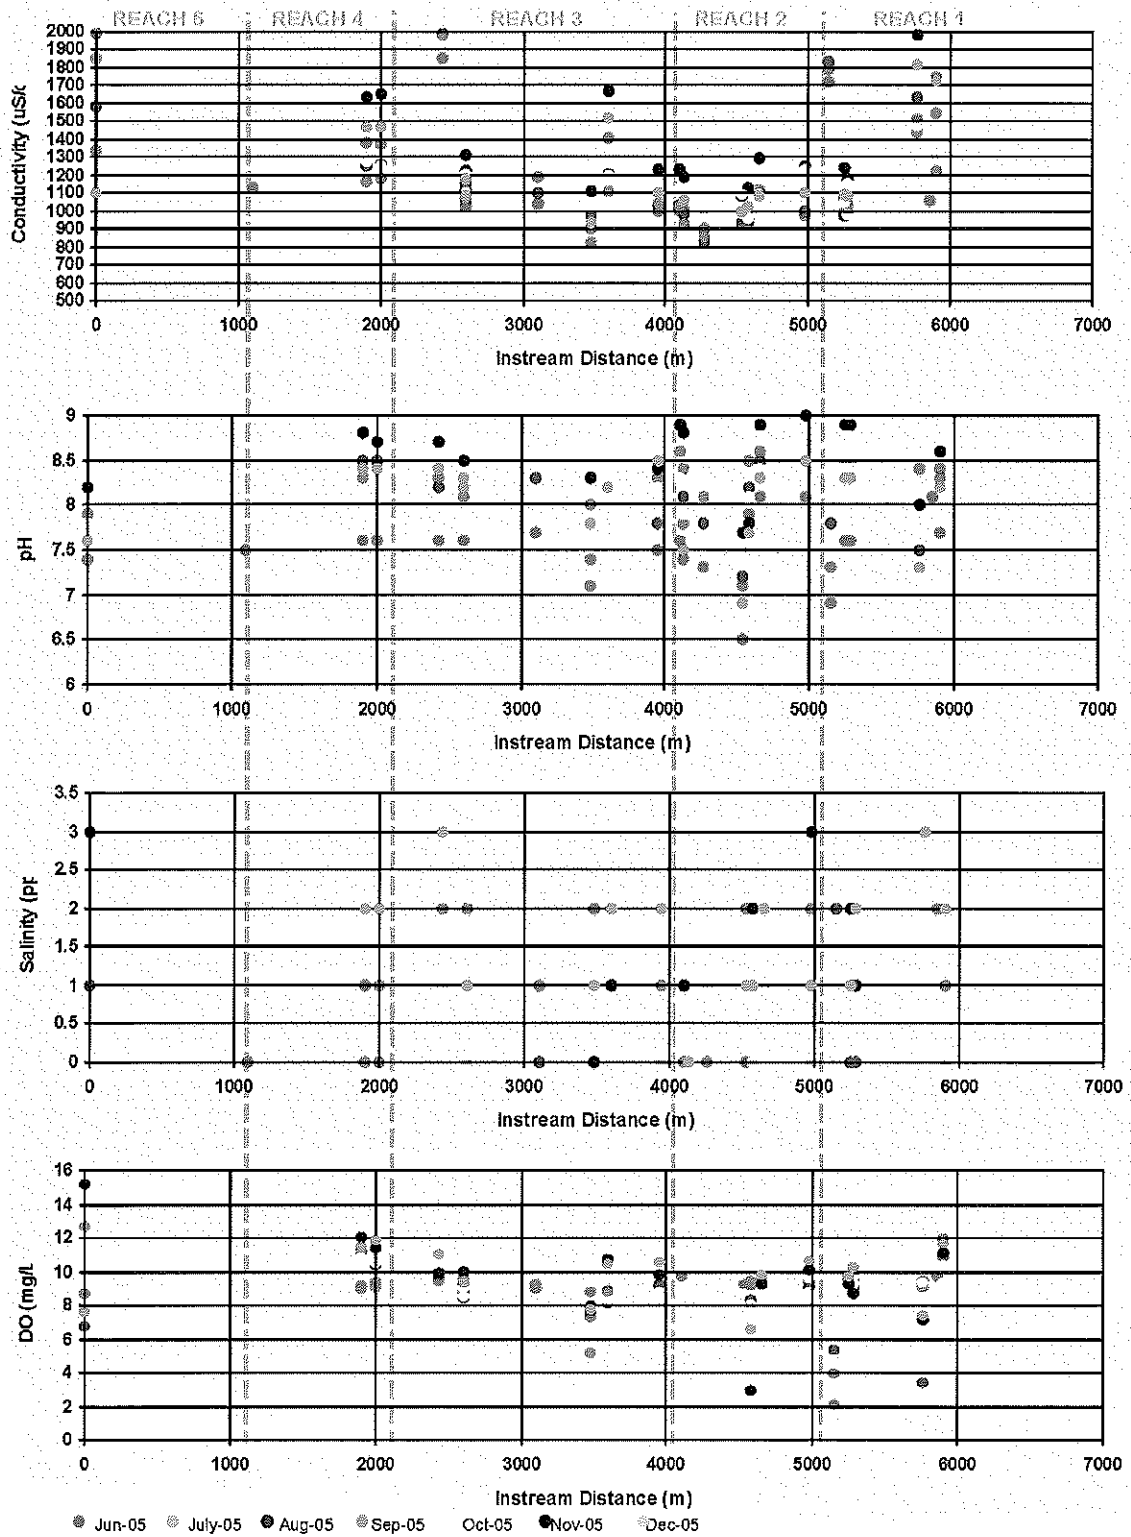 REACH 5 REACH 4 REACH 3 REACH 2 REACH 1
Conductivity (uS/c
2000
1900
1800
1700
1600
1500
1400
1300
1200
1100
1000
900
800
700
600
500
0 1000 2000 3000 4000 5000 6000 7000
Instream Distance (m)
pH
9
8.5
8
7.5
7
6.5
6
0 1000 2000 3000 4000 5000 6000 7000
Instream Distance (m)
Salinity (pp
3.5
3
2.5
2
1.5
1
0.5
0
0 1000 2000 3000 4000 5000 6000 7000
Instream Distance (m)
DO (mg/L
16
14
12
10
8
6
4
2
0
0 1000 2000 3000 4000 5000 6000 7000
Instream Distance (m)
Jun-05 July-05 Aug-05 Sep-05 Oct-05 Nov-05 Dec-05